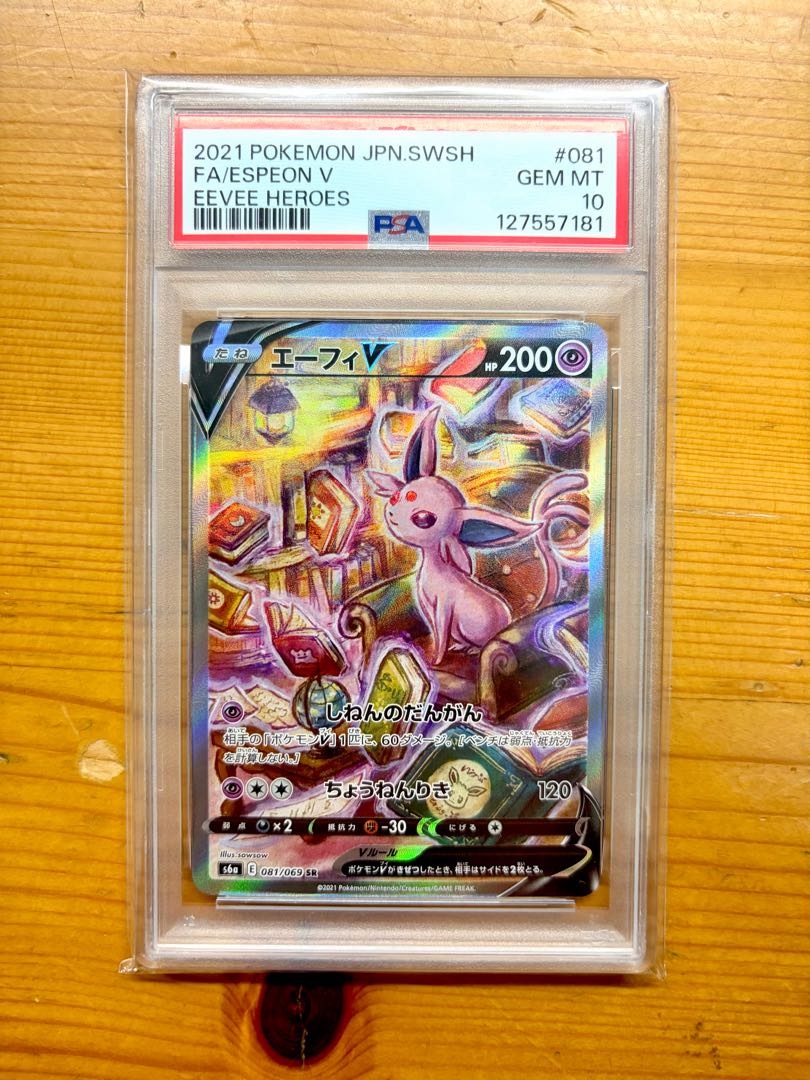 2021 POKEMON JPN.SWSH #081
FA/ESPEON V GEM MT
EEVEE HEROES 10
PSA 127557181
たね エーフィV HP 200
しねんのだんがん
相手の「ポケモンV」1匹に、60ダメージ。[ベンチは弱点・抵抗力
を計算しない。]
ちょうねんりき 120
弱点 ×2 抵抗力 -30 にげる
Illus. sowsow Vルール
s6a E 081/069 SR ポケモンVがきぜつしたとき、相手はサイドを2枚とる。
©2021 Pokémon/Nintendo/Creatures/GAME FREAK.